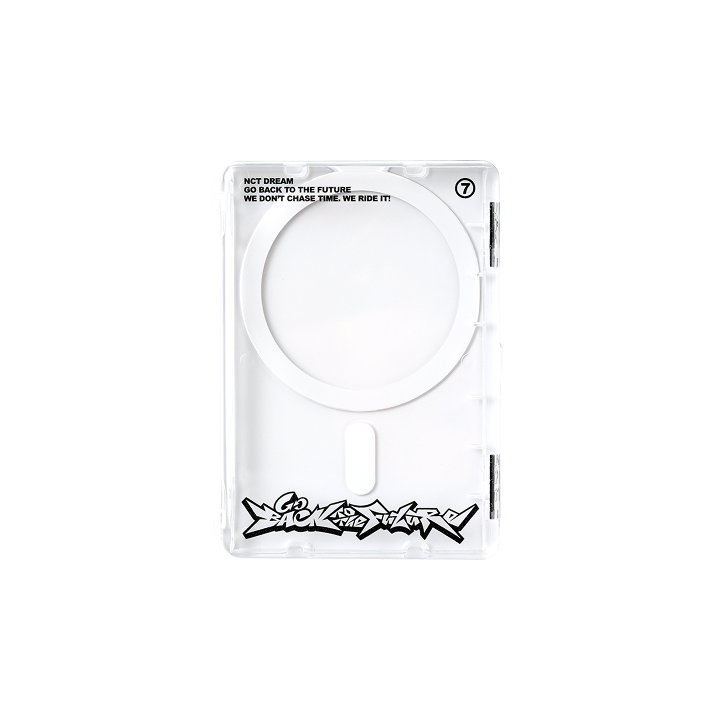 NCT DREAM
GO BACK TO THE FUTURE
WE DON'T CHASE TIME. WE RIDE IT!
7
Go BACK to the Future